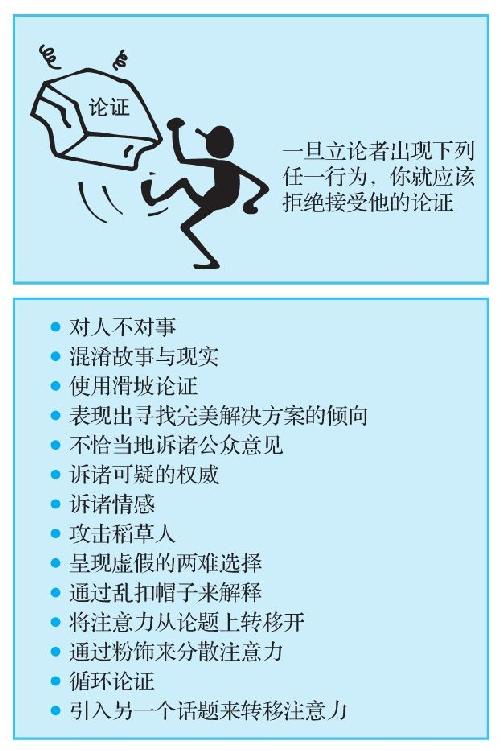 论证
一旦立论者出现下列
任一行为，你就应该
拒绝接受他的论证
• 对人不对事
• 混淆故事与现实
• 使用滑坡论证
• 表现出寻找完美解决方案的倾向
• 不恰当地诉诸公众意见
• 诉诸可疑的权威
• 诉诸情感
• 攻击稻草人
• 呈现虚假的两难选择
• 通过乱扣帽子来解释
• 将注意力从论题上转移开
• 通过粉饰来分散注意力
• 循环论证
• 引入另一个话题来转移注意力